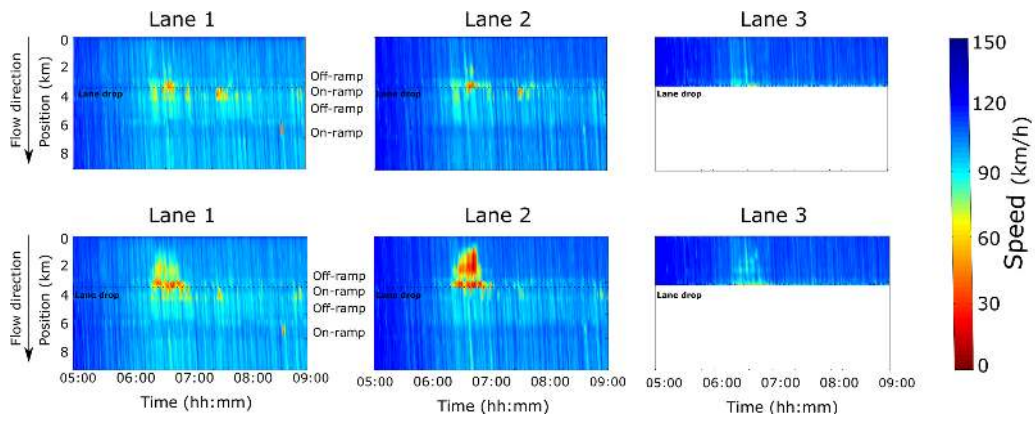 Lane 1
Lane 2
Lane 3
Flow direction
Position (km)
0
2
4
6
8
Lane drop
Off-ramp
On-ramp
Off-ramp
On-ramp
Lane drop
Lane drop
Lane 1
Lane 2
Lane 3
Flow direction
Position (km)
0
2
4
6
8
Lane drop
Off-ramp
On-ramp
Off-ramp
On-ramp
Lane drop
Lane drop
05:00 06:00 07:00 08:00 09:00
Time (hh:mm)
05:00 06:00 07:00 08:00 09:00
Time (hh:mm)
05:00 06:00 07:00 08:00 09:00
Time (hh:mm)
150
120
90
60
30
0
Speed (km/h)